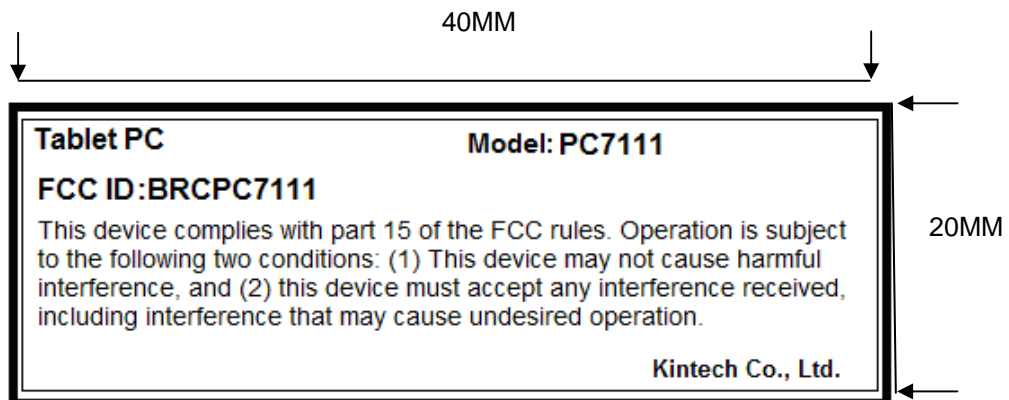 40MM
Tablet PC Model: PC7111
FCC ID:BRCPC7111
20MM
This device complies with part 15 of the FCC rules. Operation is subject
to the following two conditions: (1) This device may not cause harmful
interference, and (2) this device must accept any interference received,
including interference that may cause undesired operation.
Kintech Co., Ltd.